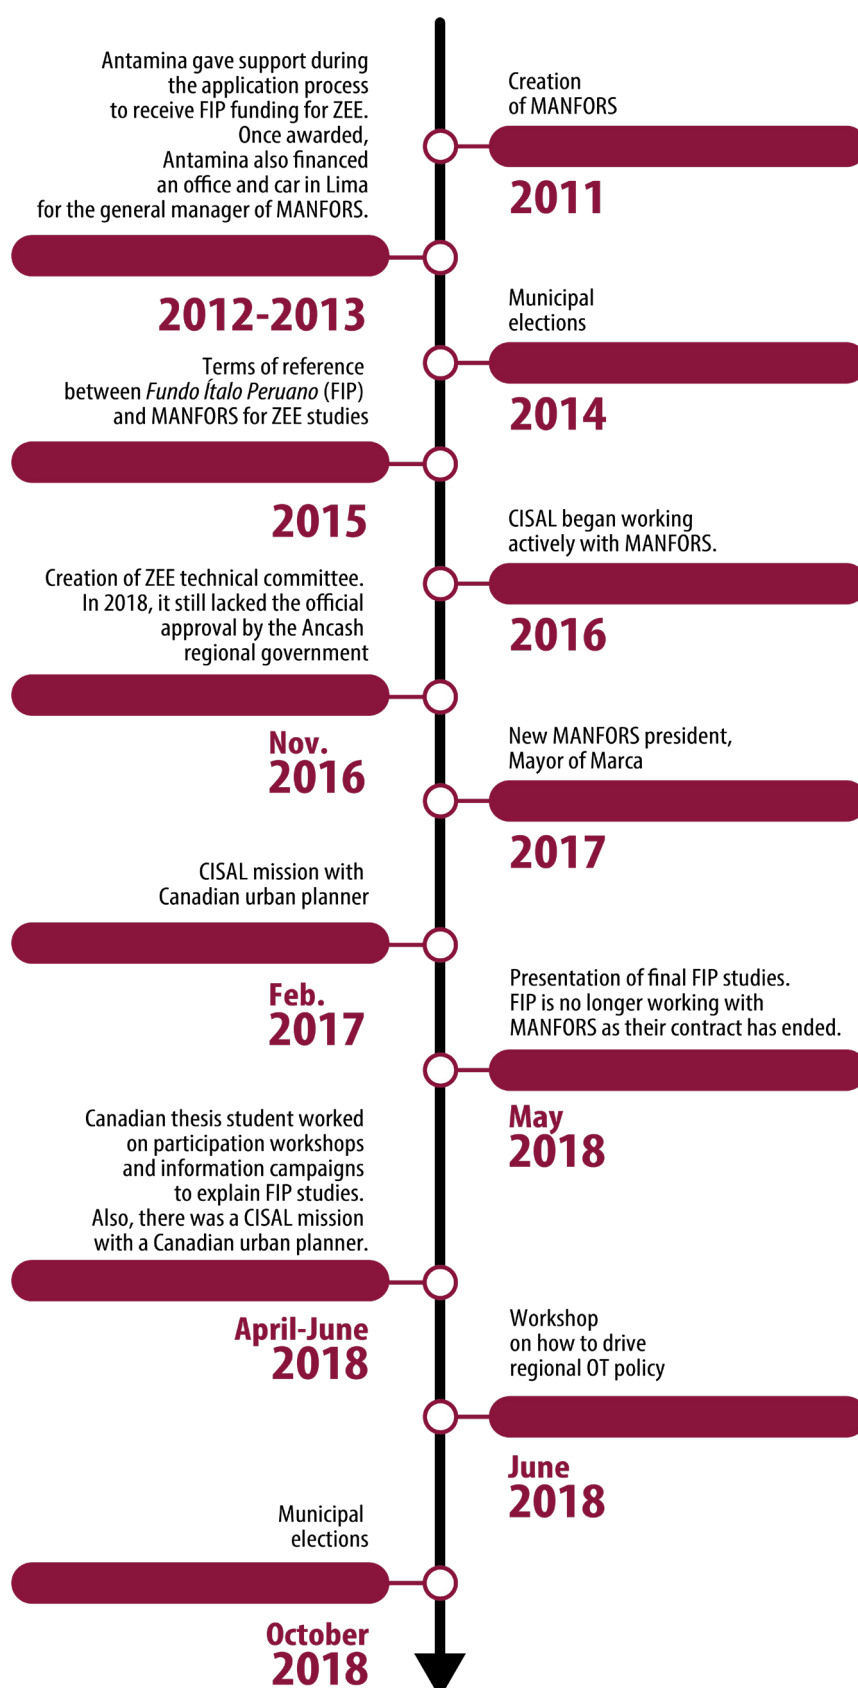 Creation
of MANFORS
2011
Antamina gave support during
the application process
to receive FIP funding for ZEE.
Once awarded,
Antamina also financed
an office and car in Lima
for the general manager of MANFORS.
2012-2013
Municipal
elections
2014
Terms of reference
between Fundo Ítalo Peruano (FIP)
and MANFORS for ZEE studies
2015
CISAL began working
actively with MANFORS.
2016
Creation of ZEE technical committee.
In 2018, it still lacked the official
approval by the Ancash
regional government
Nov.
2016
New MANFORS president,
Mayor of Marca
2017
CISAL mission with
Canadian urban planner
Feb.
2017
Presentation of final FIP studies.
FIP is no longer working with
MANFORS as their contract has ended.
May
2018
Canadian thesis student worked
on participation workshops
and information campaigns
to explain FIP studies.
Also, there was a CISAL mission
with a Canadian urban planner.
April-June
2018
Workshop
on how to drive
regional OT policy
June
2018
Municipal
elections
October
2018